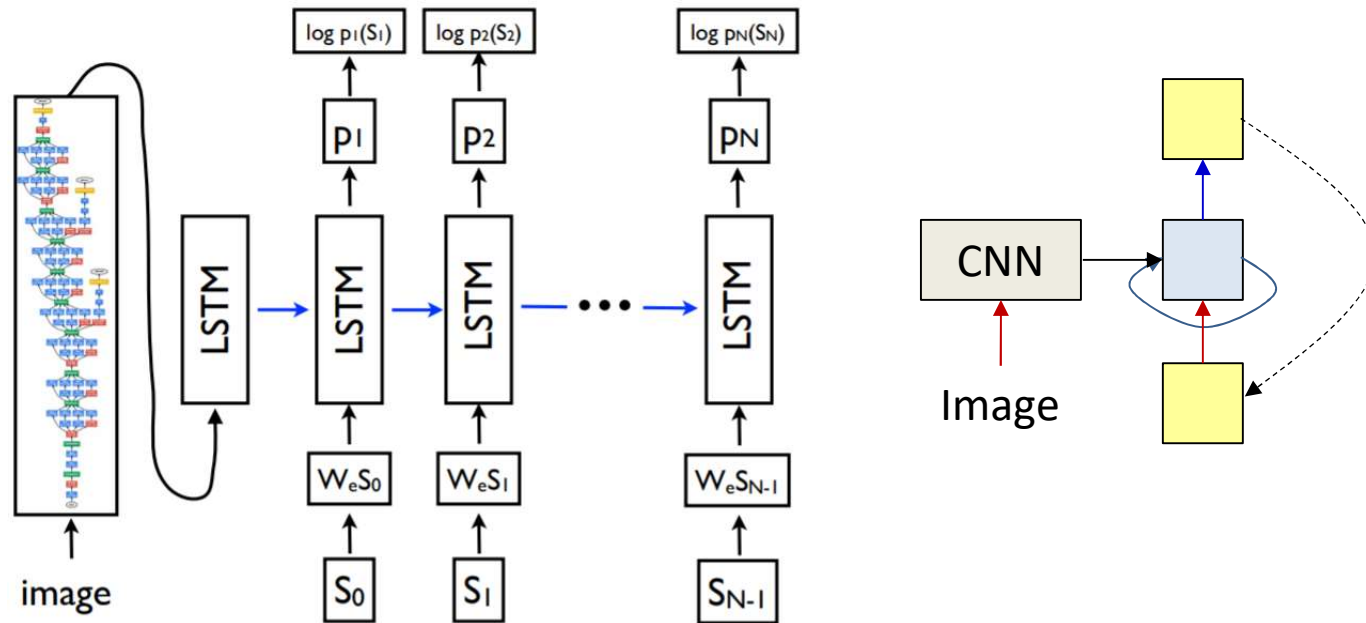 log p1(S1) log p2(S2) log pN(SN)
p1 p2 pN
LSTM LSTM LSTM ••• LSTM
WeS0 WeS1 WeSN-1
S0 S1 SN-1
image
CNN
Image